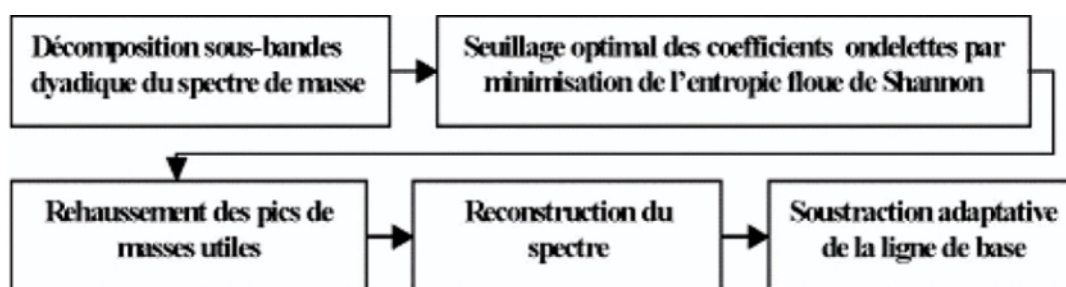 Décomposition sous-bandes
dyadique du spectre de masse
Seuillage optimal des coefficients ondelettes par
minimisation de l'entropie floue de Shannon
Rehaussement des pics de
masses utiles
Reconstruction du
spectre
Soustraction adaptative
de la ligne de base